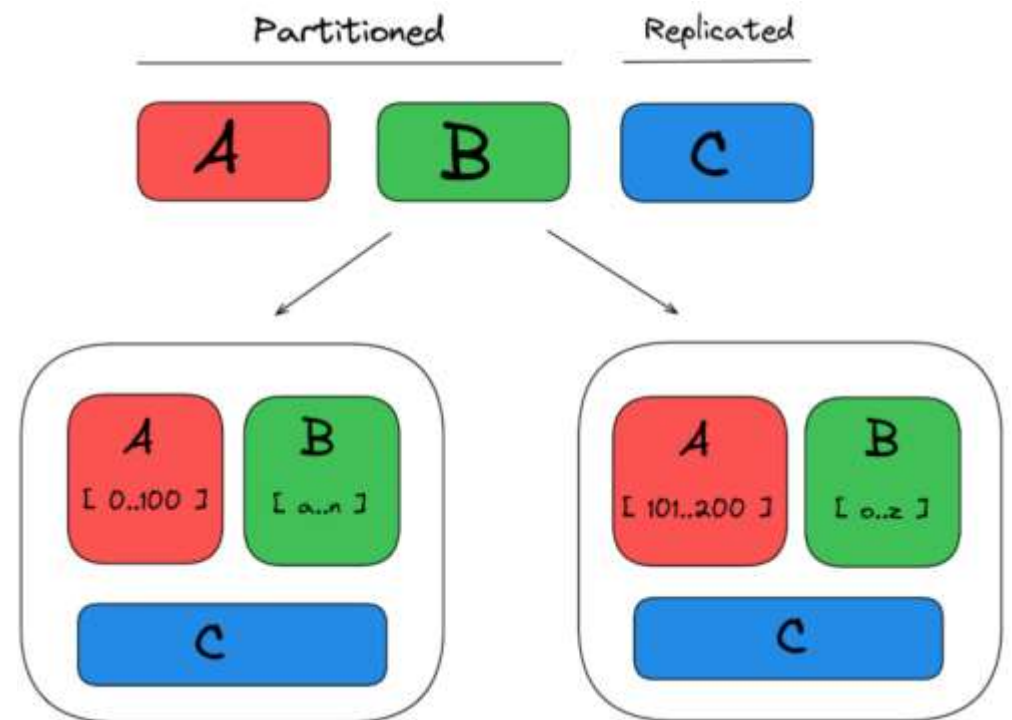 Partitioned
Replicated
A
B
C
A
[ 0..100 ]
B
[ a..n ]
C
A
[ 101..200 ]
B
[ o..z ]
C